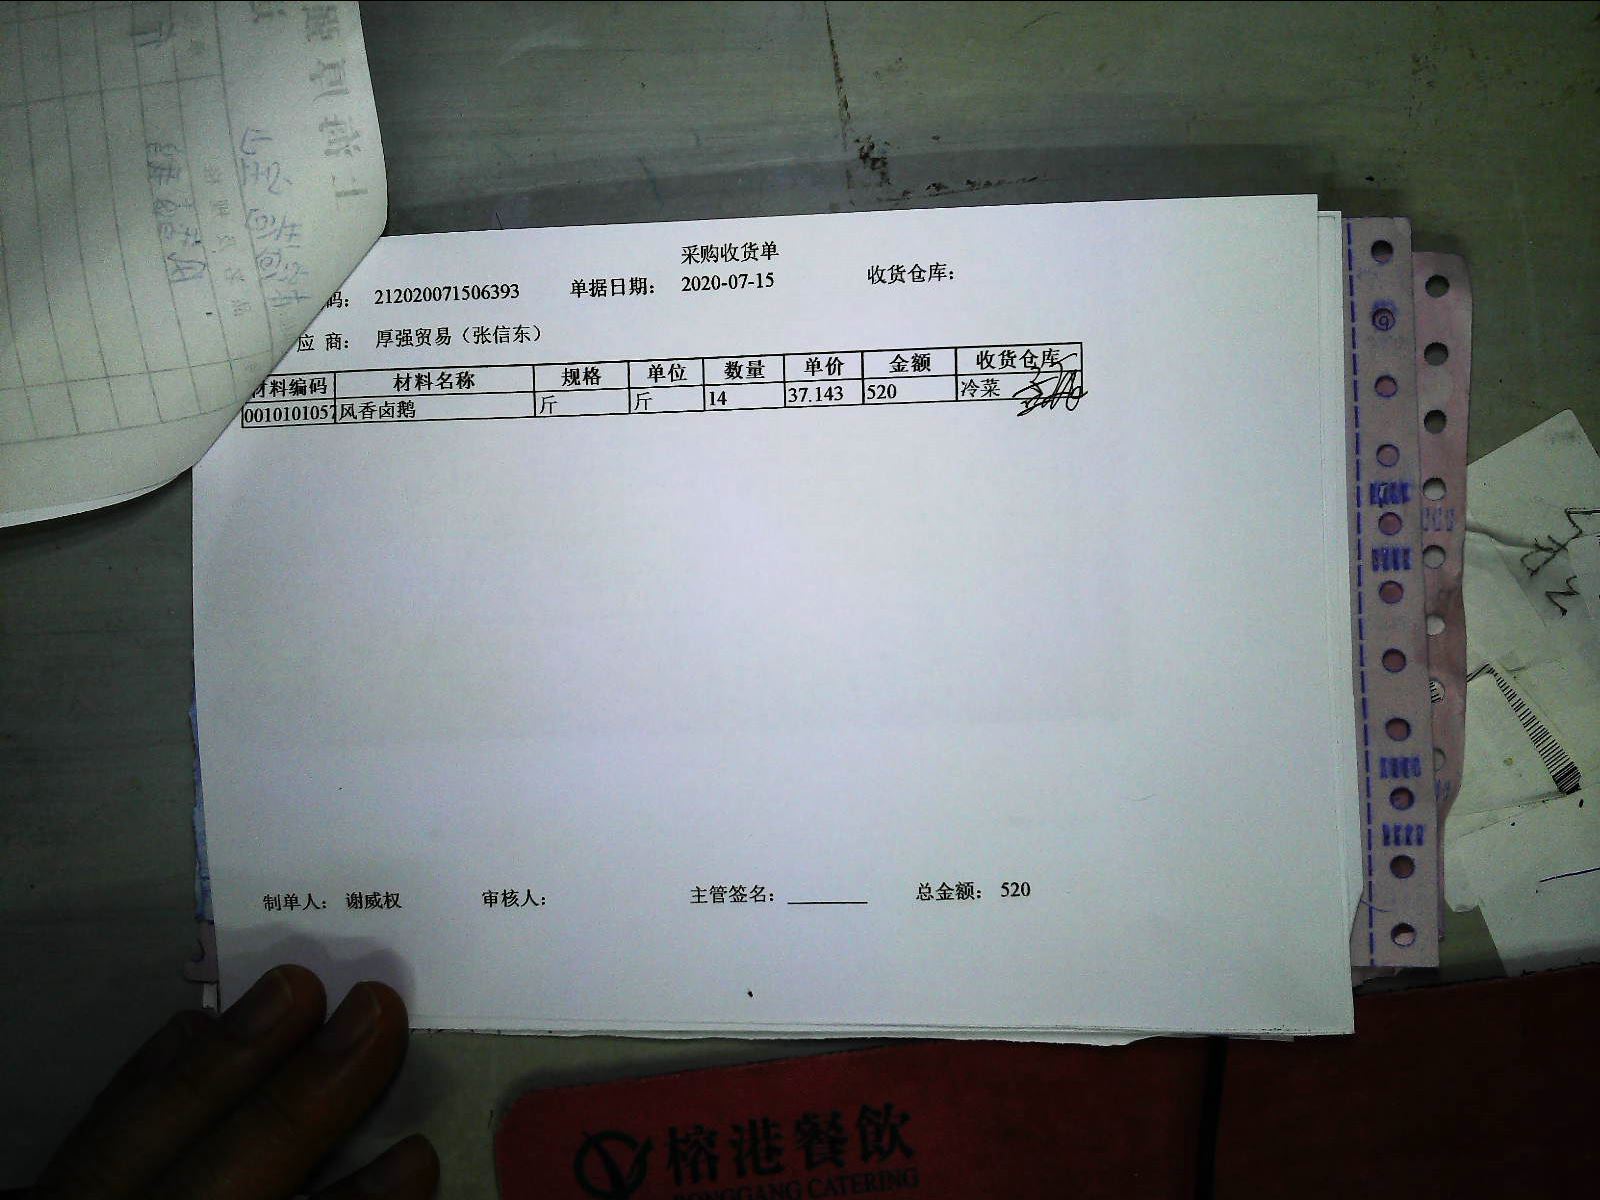 采购收货单
码： 212020071506393 单据日期： 2020-07-15 收货仓库：
应 商： 厚强贸易（张信东）
材料编码 材料名称 规格 单位 数量 单价 金额 收货仓库
0010101057 风香卤鹅 斤 斤 14 37.143 520 冷菜
制单人： 谢威权 审核人： 主管签名： ________ 总金额： 520
榕港餐飲
RONGGANG CATERING